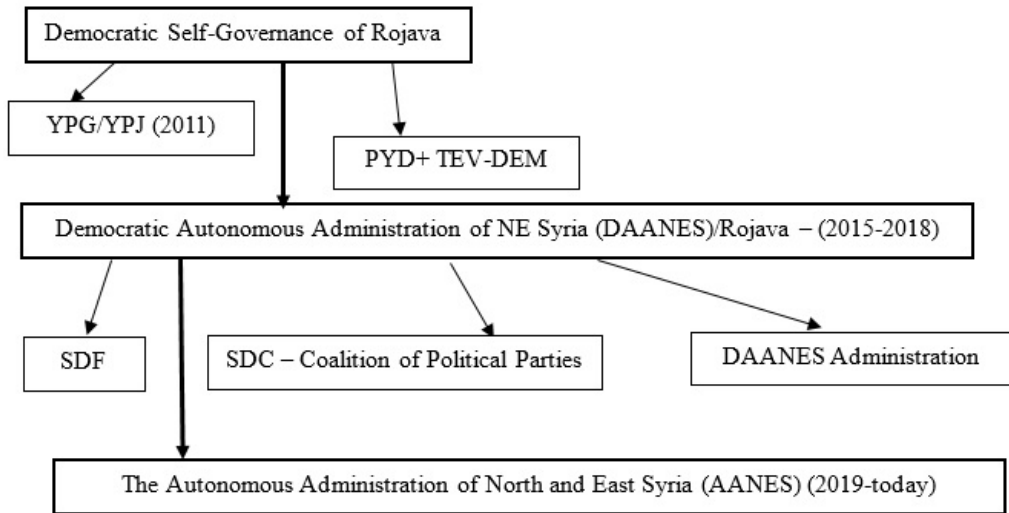 Democratic Self-Governance of Rojava
YPG/YPJ (2011)
PYD+ TEV-DEM
Democratic Autonomous Administration of NE Syria (DAANES)/Rojava – (2015-2018)
SDF
SDC – Coalition of Political Parties
DAANES Administration
The Autonomous Administration of North and East Syria (AANES) (2019-today)